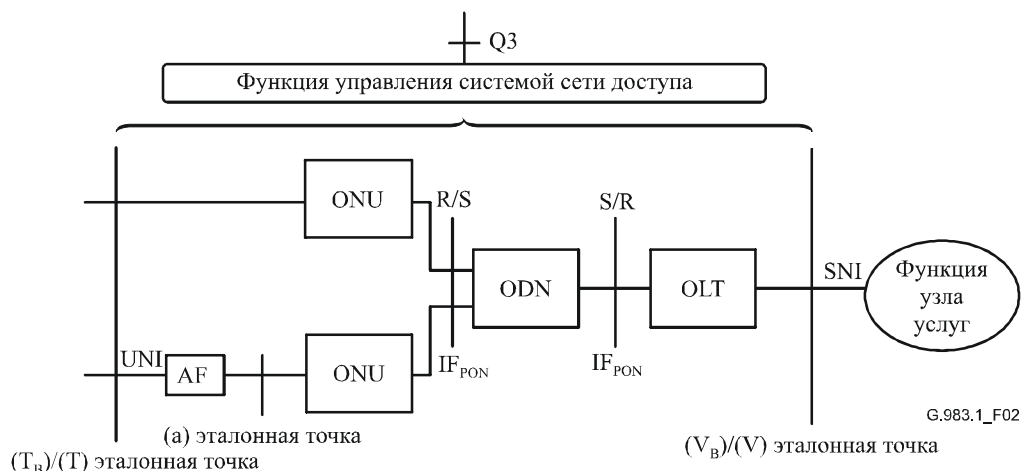 Q3
Функция управления системой сети доступа
ONU
R/S
S/R
ODN
OLT
SNI
Функция
узла
услуг
UNI
AF
ONU
IF_PON
IF_PON
G.983.1_F02
(a) эталонная точка
(T_B)/(T) эталонная точка
(V_B)/(V) эталонная точка